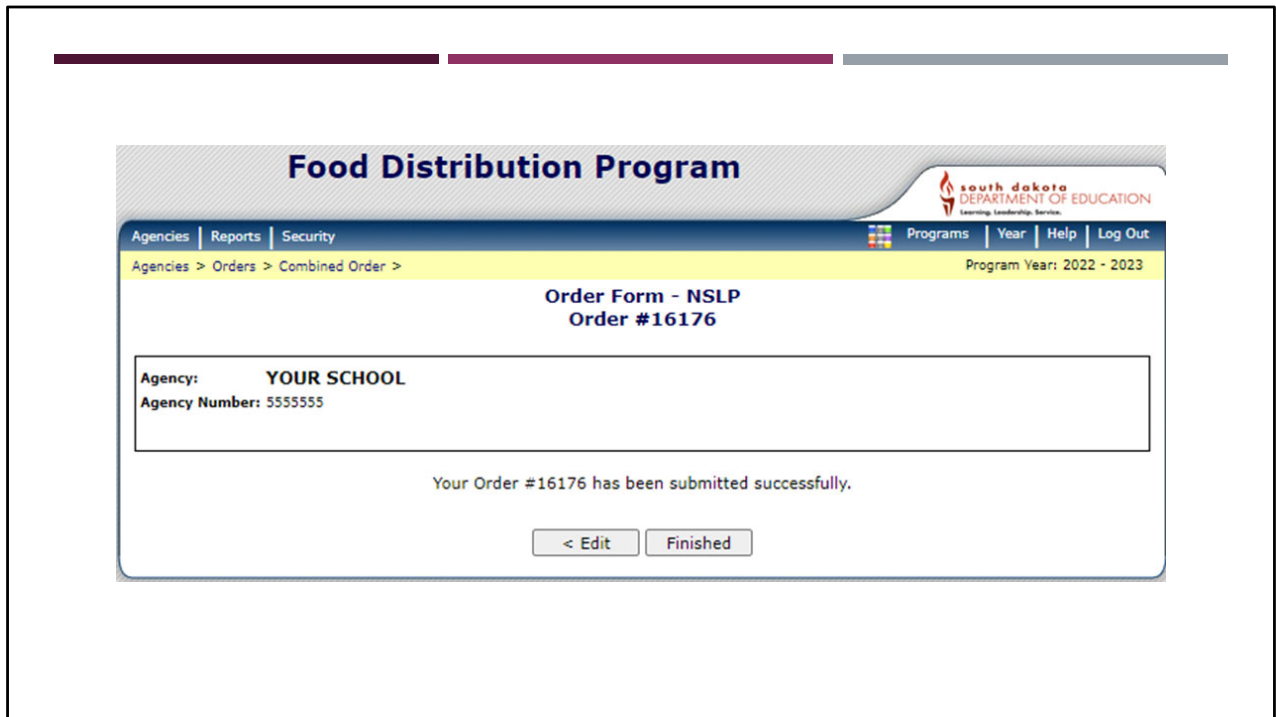 Food Distribution Program
south dakota
DEPARTMENT OF EDUCATION
Learning. Leadership. Service.
Agencies | Reports | Security
Programs | Year | Help | Log Out
Agencies > Orders > Combined Order >
Program Year: 2022 - 2023
Order Form - NSLP
Order #16176
Agency: YOUR SCHOOL
Agency Number: 5555555
Your Order #16176 has been submitted successfully.
< Edit
Finished